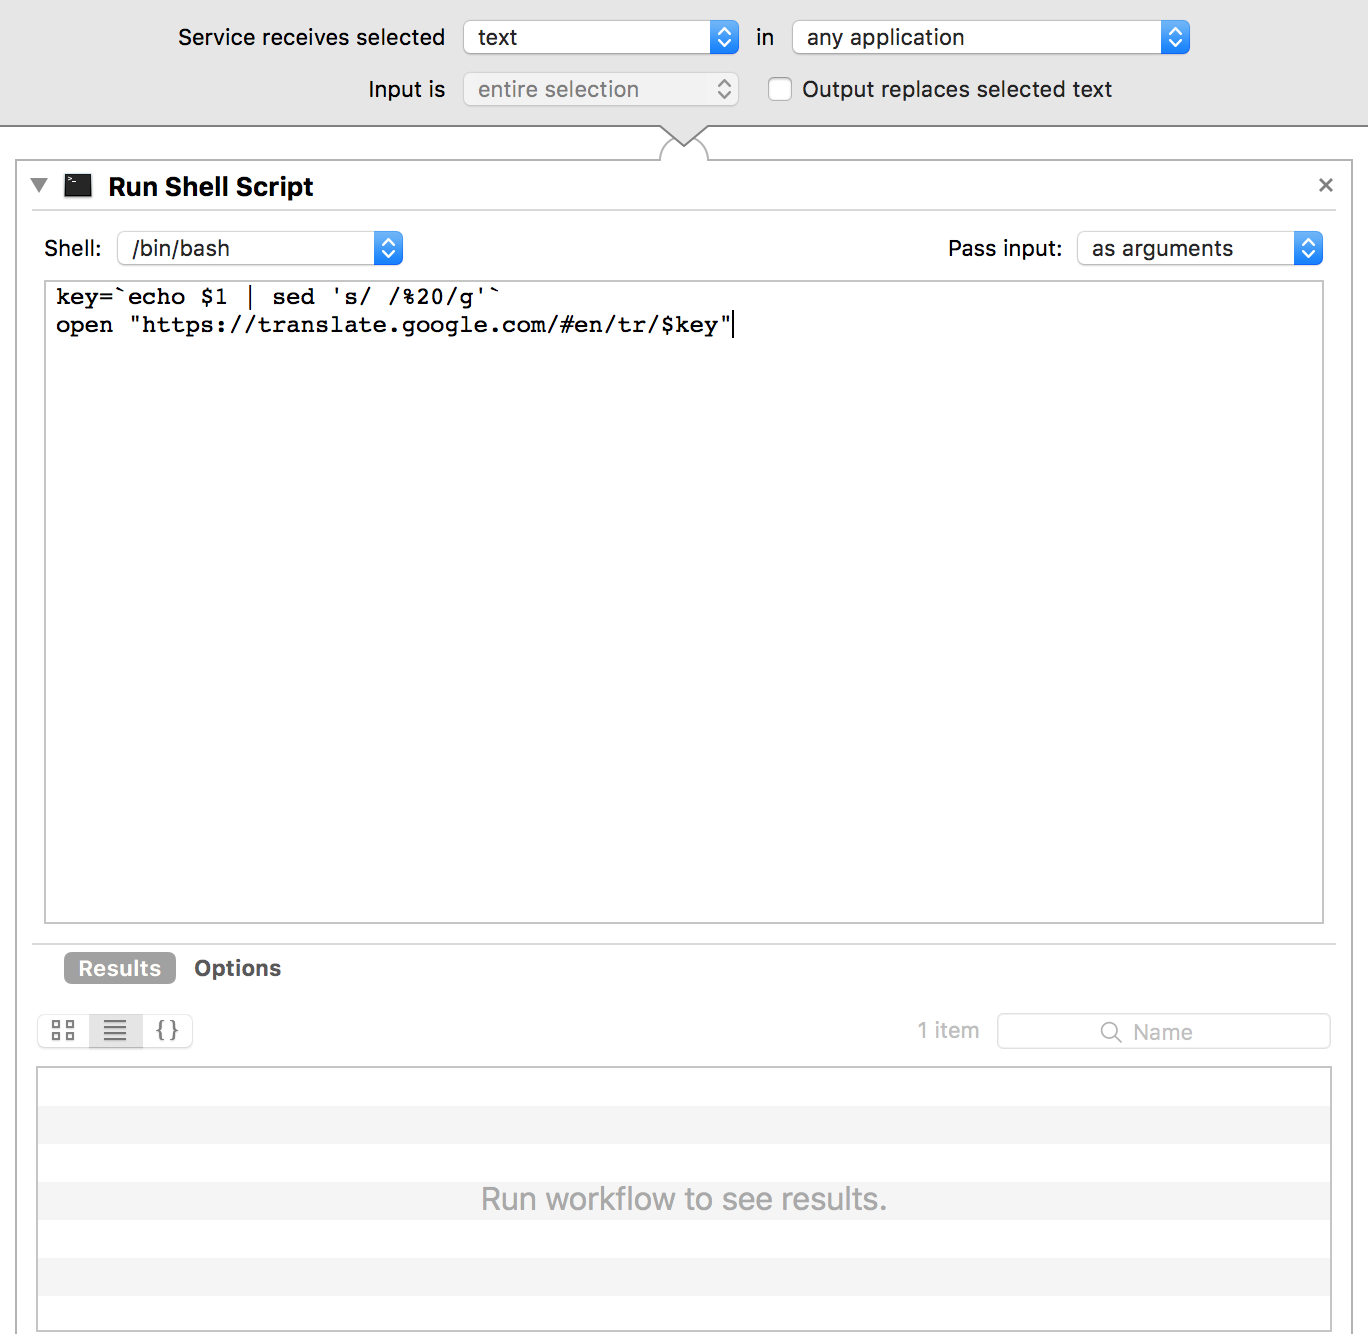 Service receives selected text in any application
Input is entire selection Output replaces selected text
Run Shell Script
Shell: /bin/bash Pass input: as arguments
key=`echo $1 | sed 's/ /%20/g'`
open "https://translate.google.com/#en/tr/$key"
Results Options
{} 1 item Name
Run workflow to see results.